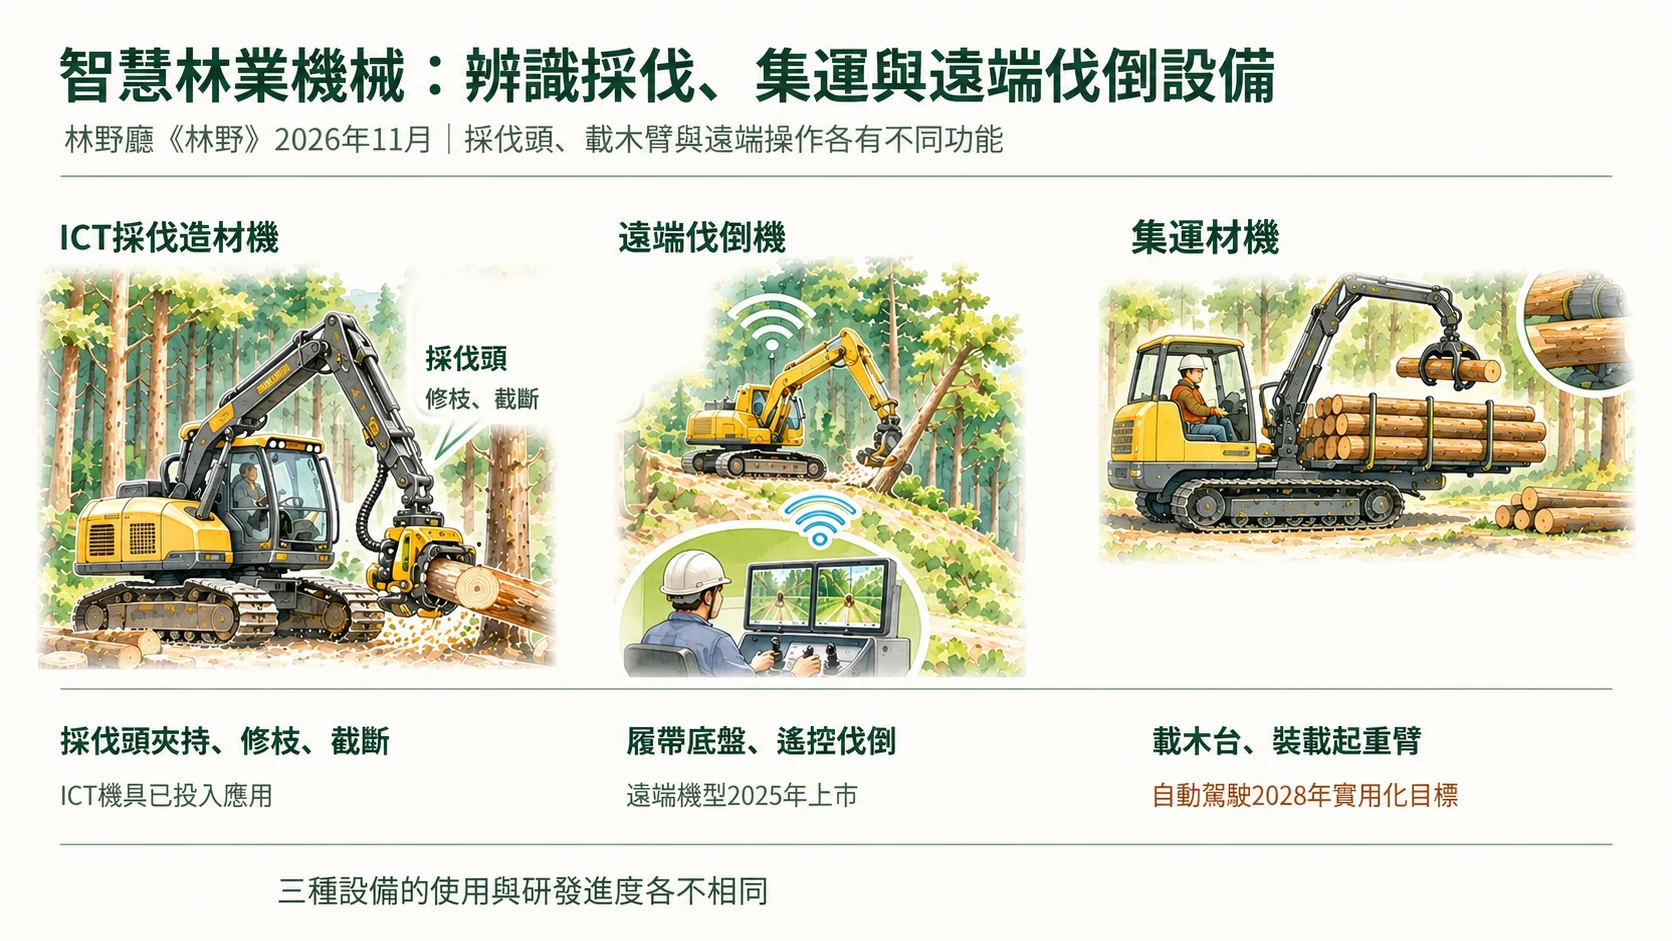 智慧林業機械：辨識採伐、集運與遠端伐倒設備
林野廳《林野》2026年11月｜採伐頭、載木臂與遠端操作各有不同功能
ICT採伐造材機
遠端伐倒機
集運材機
採伐頭
修枝、截斷
採伐頭夾持、修枝、截斷
ICT機具已投入應用
履帶底盤、遙控伐倒
遠端機型2025年上市
載木台、裝載起重臂
自動駕駛2028年實用化目標
三種設備的使用與研發進度各不相同